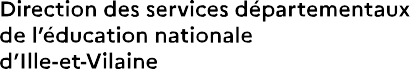 Direction des services départementaux
de l’éducation nationale
d’Ille-et-Vilaine